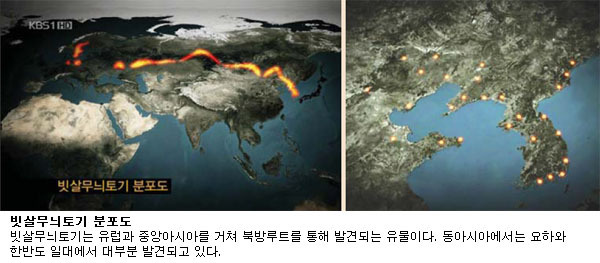 KBS1 HD
빗살무늬토기 분포도
빗살무늬토기 분포도
빗살무늬토기는 유럽과 중앙아시아를 거쳐 북방루트를 통해 발견되는 유물이다. 동아시아에서는 요하와
한반도 일대에서 대부분 발견되고 있다.